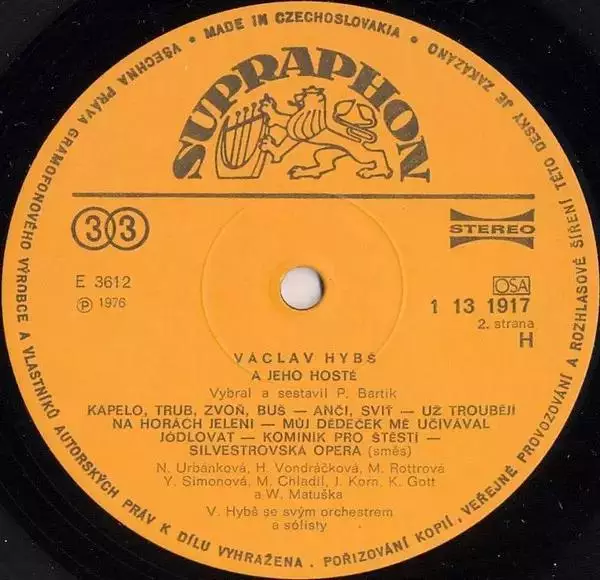 MADE IN CZECHOSLOVAKIA • VŠECHNA PRÁVA GRAMOFONOVÉHO VÝROBCE A VLASTNÍKŮ AUTORSKÝCH PRÁV K DÍLU VYHRAŽENA. POŘIZOVÁNÍ KOPIÍ, VEŘEJNÉ PROVOZOVÁNÍ A ROZHLASOVÉ ŠÍŘENÍ TÉTO DESKY JE ZAKÁZÁNO •
SUPRAPHON
33
STEREO
E 3612
Ⓟ 1976
OSA
1 13 1917
2. strana
H
VÁCLAV HYBŠ
A JEHO HOSTÉ
Vybral a sestavil P. Bartík
KAPELO, TRUB, ZVOŇ, BUŠ — ANČI, SVIŤ — UŽ TROUBĚJÍ
NA HORÁCH JELENI — MŮJ DĚDEČEK MĚ UČIVÁVAL
JÓDLOVAT — KOMINÍK PRO ŠTĚSTÍ —
SILVESTROVSKÁ OPERA (směs)
N. Urbánková, H. Vondráčková, M. Rottrová
Y. Simonová, M. Chladil, J. Korn, K. Gott
a W. Matuška
V. Hybš se svým orchestrem
a sólisty